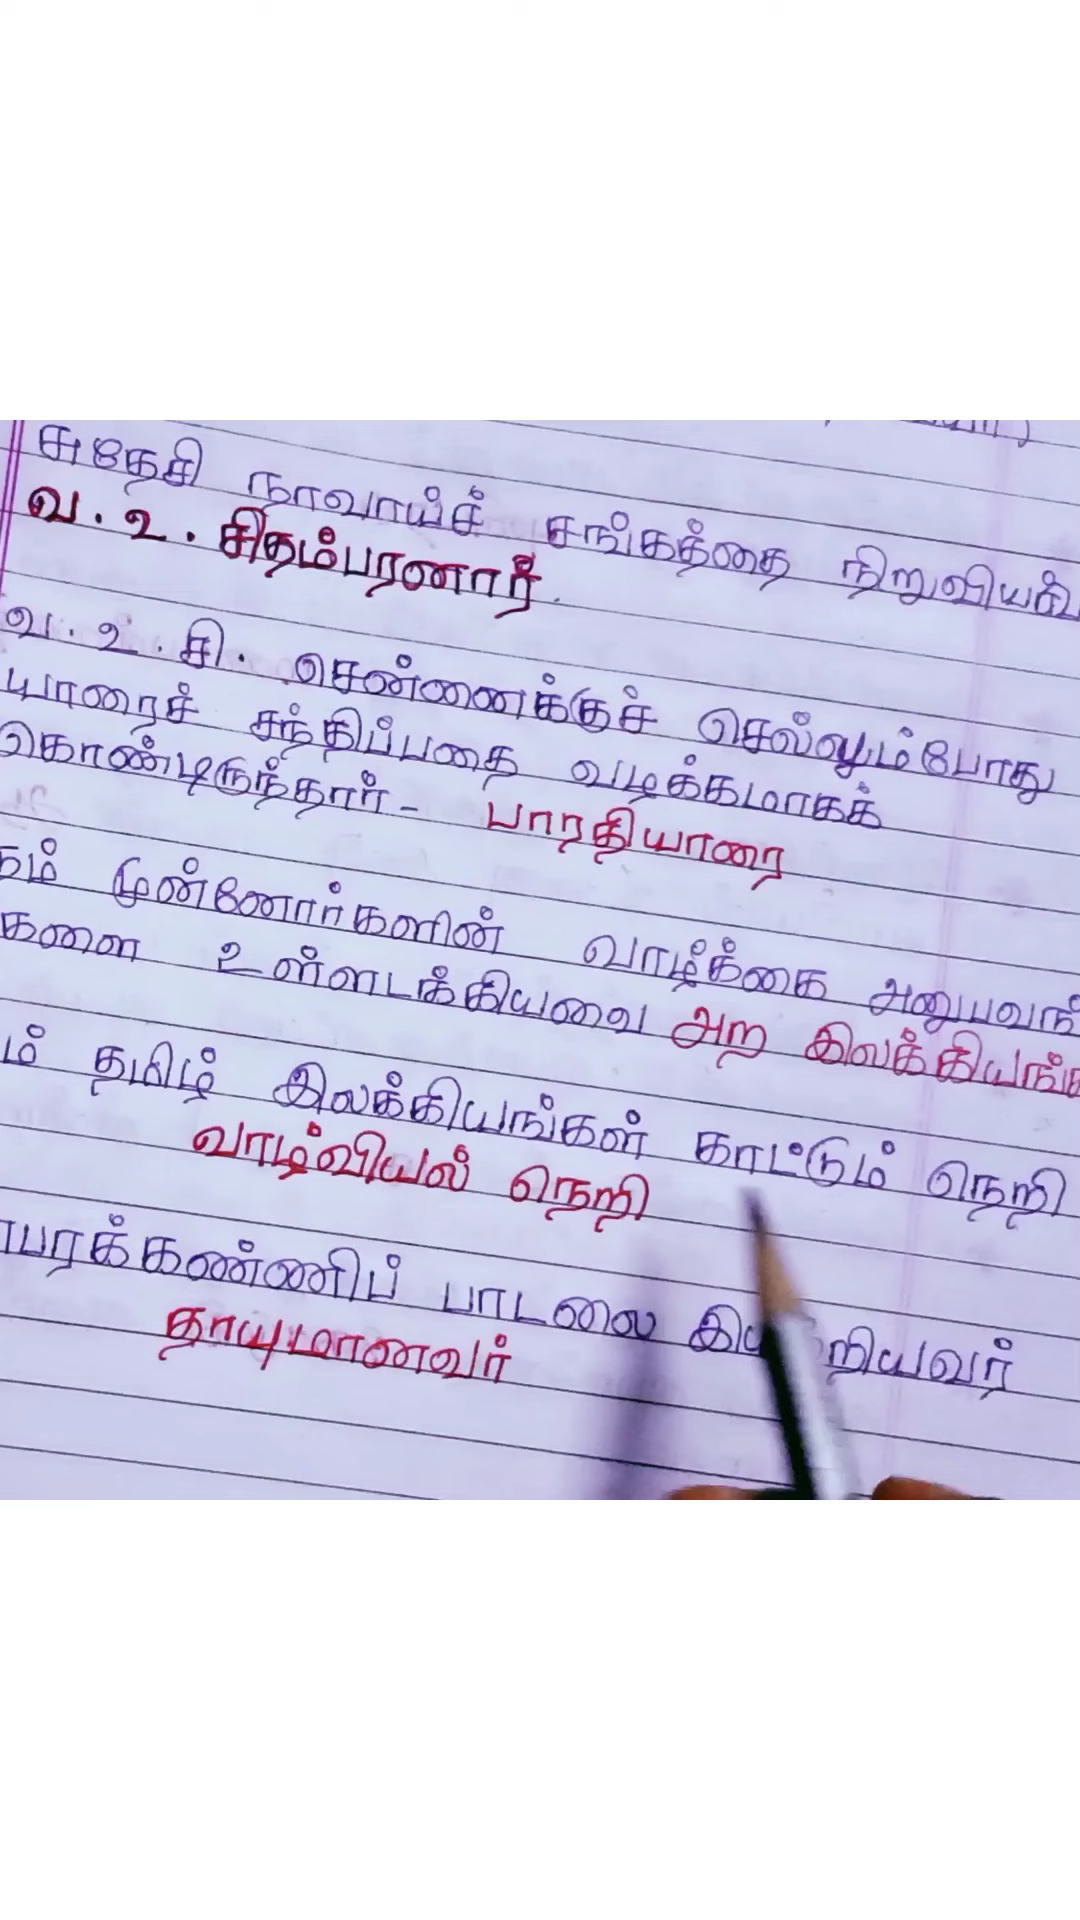 சுதேசி நாவாய்ச் சங்கத்தை நிறுவியவ
வ.உ.சிதம்பரனார்.
வ.உ.சி. சென்னைக்குச் செல்லும்போது
யாரைச் சந்திப்பதை வழக்கமாகக்
கொண்டிருந்தார் - பாரதியாரை
நம் முன்னோர்களின் வாழ்க்கை அனுபவங்
களை உள்ளடக்கியவை அற இலக்கியங்க
ம் தமிழ் இலக்கியங்கள் காட்டும் நெறி
வாழ்வியல் நெறி
பரக்கண்ணிப் பாடலை
தாயுமானவர்